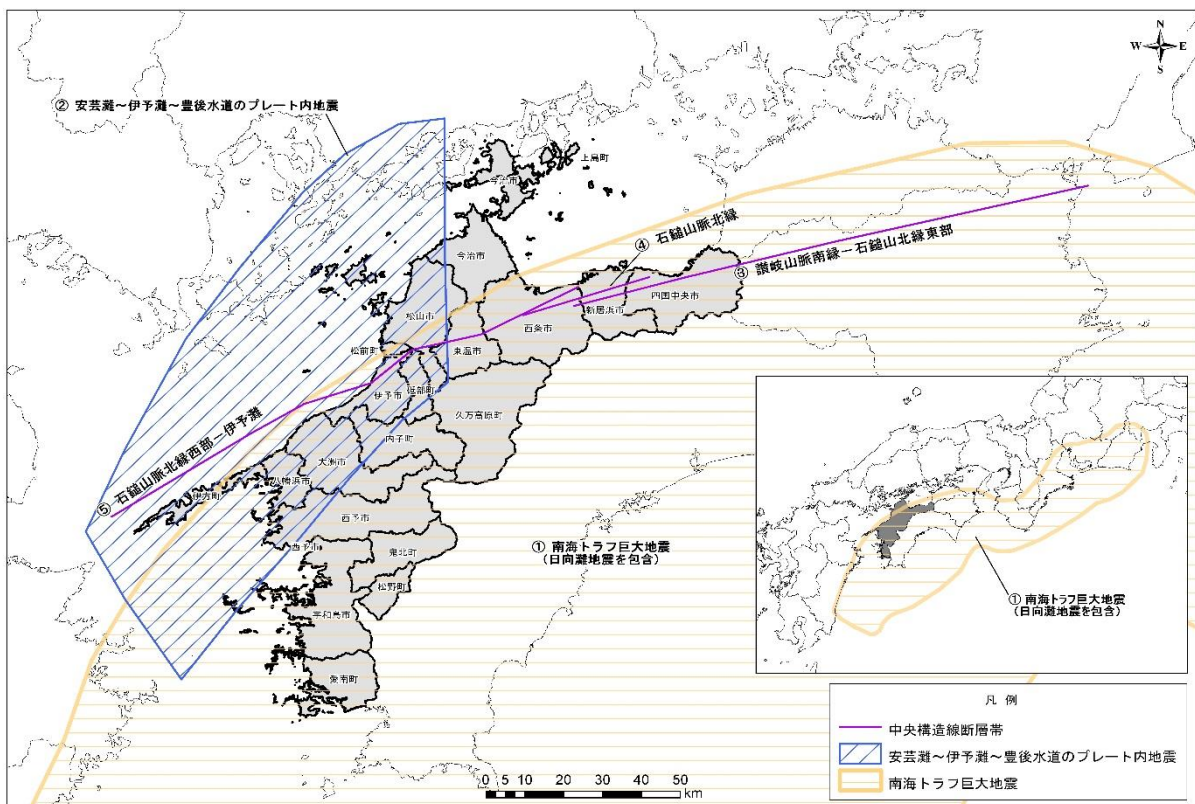 N
W E
S
② 安芸灘～伊予灘～豊後水道のプレート内地震
上島町
今治市
④ 石鎚山脈北縁
③ 讃岐山脈南縁－石鎚山北縁東部
今治市
四国中央市
新居浜市
松山市
西条市
松前町
東温市
伊予市
砥部町
久万高原町
⑤ 石鎚山脈北縁西部－伊予灘
内子町
大洲市
八幡浜市
伊方町
西予市
西予市
鬼北町
① 南海トラフ巨大地震
（日向灘地震を包含）
松野町
宇和島市
愛南町
① 南海トラフ巨大地震
（日向灘地震を包含）
凡 例
中央構造線断層帯
安芸灘～伊予灘～豊後水道のプレート内地震
南海トラフ巨大地震
0 5 10 20 30 40 50
km